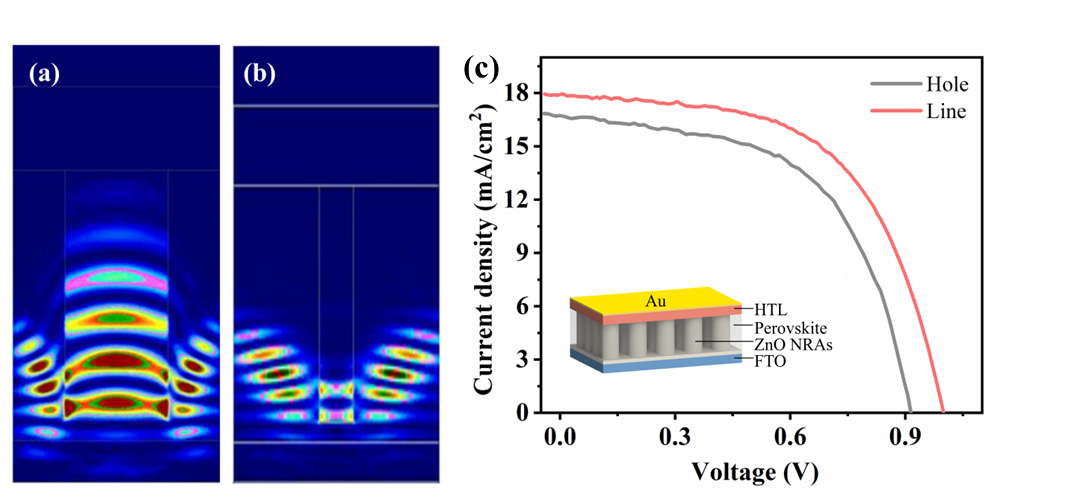 (a)
(b)
(c)
Current density (mA/cm²)
18
15
12
9
6
3
0
Hole
Line
Au
HTL
Perovskite
ZnO NRAs
FTO
0.0 0.3 0.6 0.9
Voltage (V)